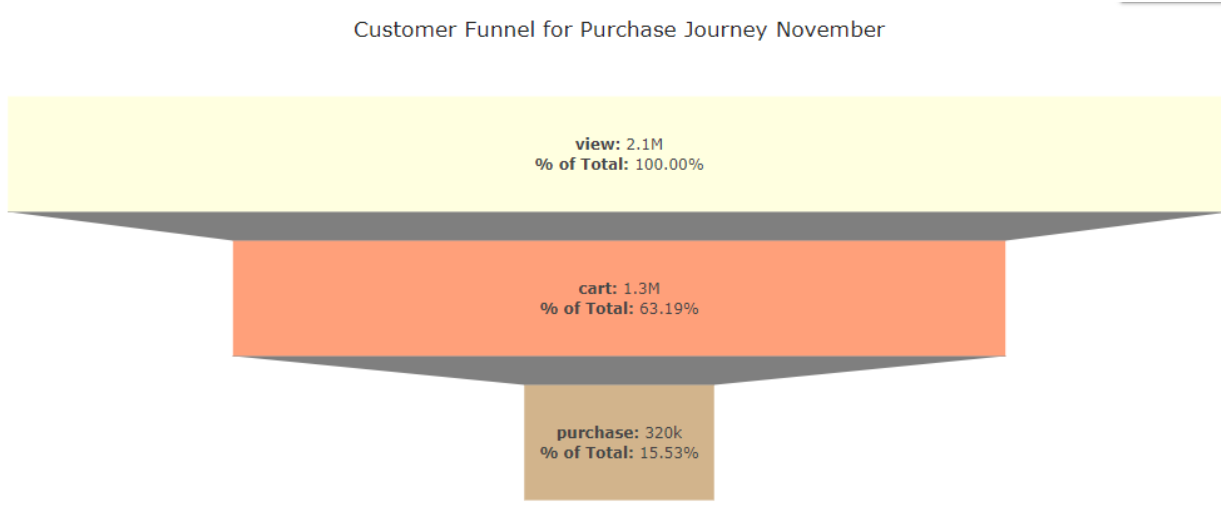 Customer Funnel for Purchase Journey November
view: 2.1M
% of Total: 100.00%
cart: 1.3M
% of Total: 63.19%
purchase: 320k
% of Total: 15.53%